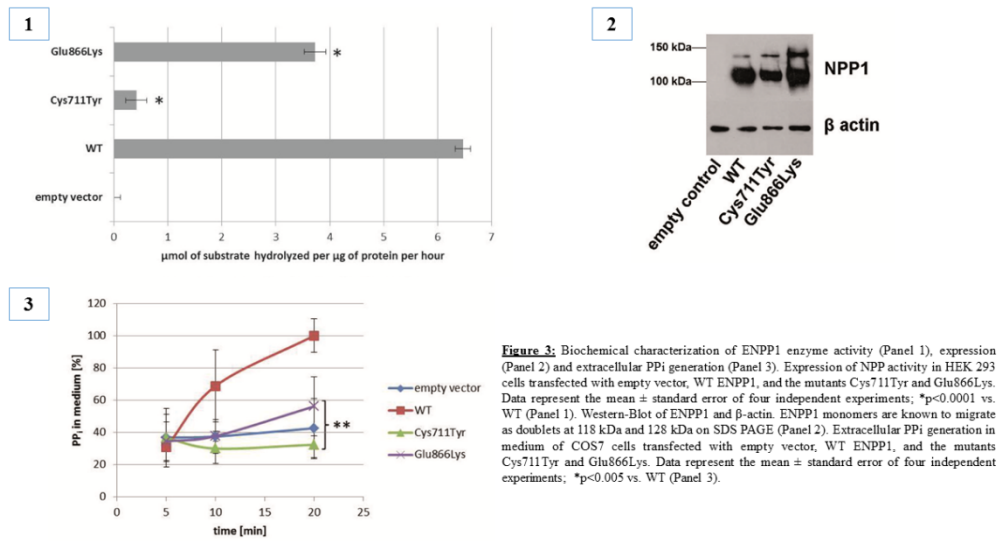 1
Glu866Lys
*
Cys711Tyr
*
WT
empty vector
0 1 2 3 4 5 6 7
µmol of substrate hydrolyzed per µg of protein per hour
2
150 kDa
100 kDa
NPP1
β actin
empty control
WT
Cys711Tyr
Glu866Lys
3
120
100
80
60
40
20
0
PPi in medium [%]
0 5 10 15 20 25
time [min]
**
empty vector
WT
Cys711Tyr
Glu866Lys
Figure 3: Biochemical characterization of ENPP1 enzyme activity (Panel 1), expression
(Panel 2) and extracellular PPi generation (Panel 3). Expression of NPP activity in HEK 293
cells transfected with empty vector, WT ENPP1, and the mutants Cys711Tyr and Glu866Lys.
Data represent the mean ± standard error of four independent experiments; *p<0.0001 vs.
WT (Panel 1). Western-Blot of ENPP1 and β-actin. ENPP1 monomers are known to migrate
as doublets at 118 kDa and 128 kDa on SDS PAGE (Panel 2). Extracellular PPi generation in
medium of COS7 cells transfected with empty vector, WT ENPP1, and the mutants
Cys711Tyr and Glu866Lys. Data represent the mean ± standard error of four independent
experiments; *p<0.005 vs. WT (Panel 3).